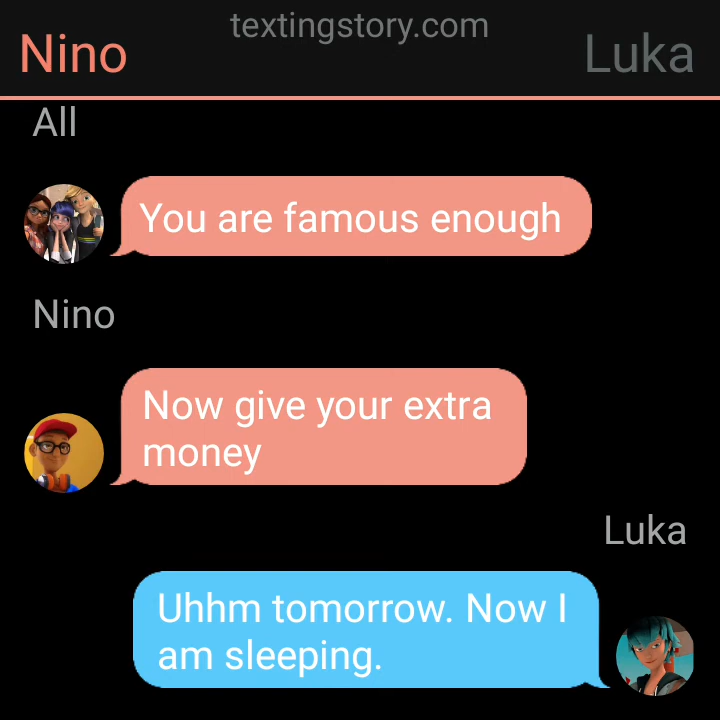 textingstory.com
Nino
Luka
All
You are famous enough
Nino
Now give your extra
money
Luka
Uhhm tomorrow. Now I
am sleeping.